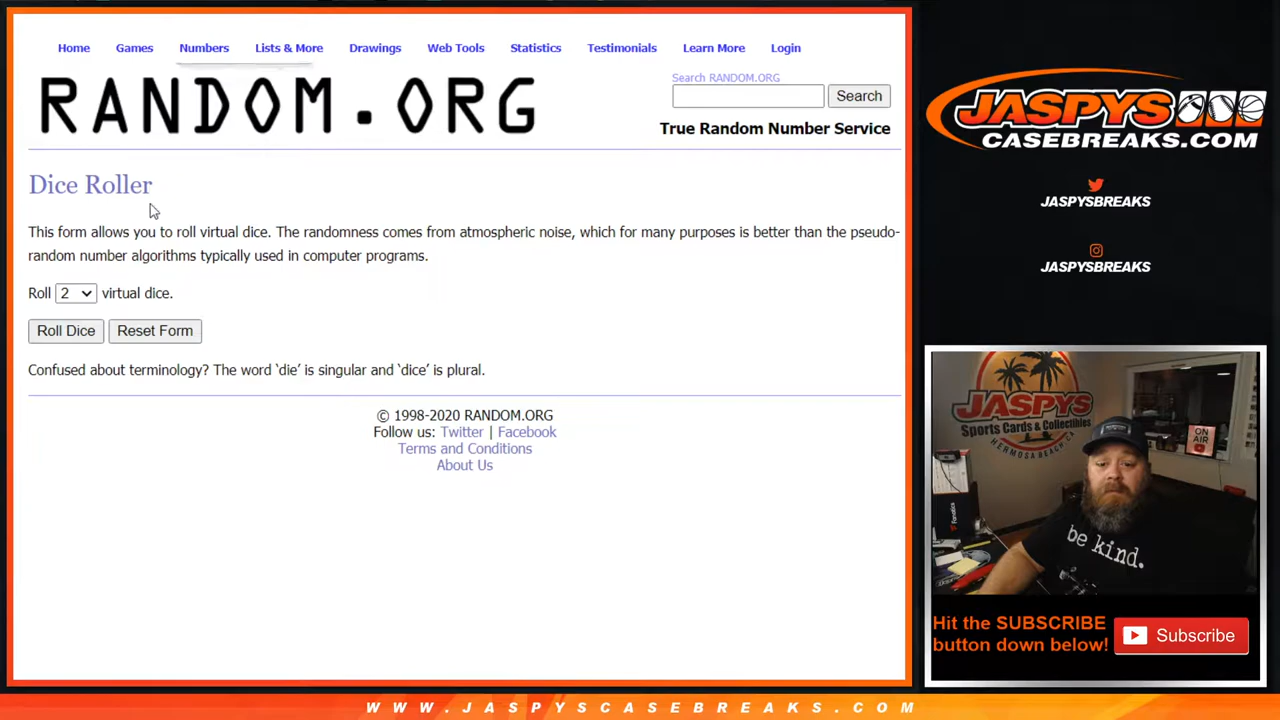 Home Games Numbers Lists & More Drawings Web Tools Statistics Testimonials Learn More Login
RANDOM.ORG
Search RANDOM.ORG
Search
True Random Number Service
Dice Roller
This form allows you to roll virtual dice. The randomness comes from atmospheric noise, which for many purposes is better than the pseudo-
random number algorithms typically used in computer programs.
Roll 2 virtual dice.
Roll Dice Reset Form
Confused about terminology? The word ‘die’ is singular and ‘dice’ is plural.
© 1998-2020 RANDOM.ORG
Follow us: Twitter | Facebook
Terms and Conditions
About Us
JASPYS
CASEBREAKS.COM
JASPYSBREAKS
JASPYSBREAKS
JASPYS
Sports Cards & Collectibles
HERMOSA BEACH CA
ON
AIR
Fanatics
be kind.
Hit the SUBSCRIBE
button down below!
Subscribe
WWW.JASPYSCASEBREAKS.COM